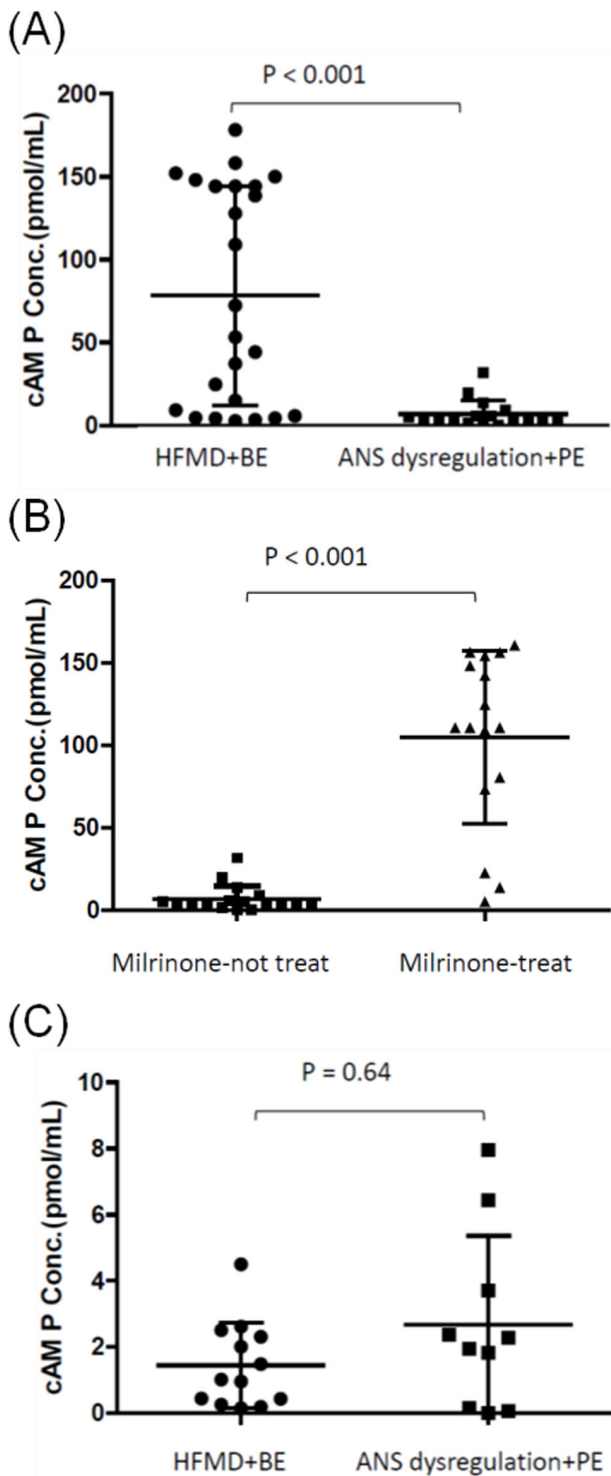 (A)
P < 0.001
200
150
100
50
0
cAM P Conc.(pmol/mL)
HFMD+BE ANS dysregulation+PE
(B)
P < 0.001
200
150
100
50
0
cAM P Conc.(pmol/mL)
Milrinone-not treat Milrinone-treat
(C)
P = 0.64
10
8
6
4
2
0
cAM P Conc.(pmol/mL)
HFMD+BE ANS dysregulation+PE